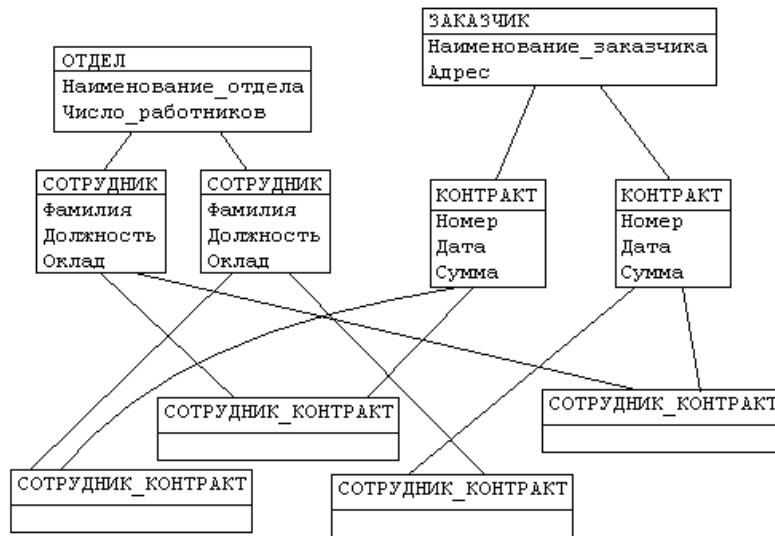 ОТДЕЛ
Наименование_отдела
Число_работников
ЗАКАЗЧИК
Наименование_заказчика
Адрес
СОТРУДНИК
Фамилия
Должность
Оклад
СОТРУДНИК
Фамилия
Должность
Оклад
КОНТРАКТ
Номер
Дата
Сумма
КОНТРАКТ
Номер
Дата
Сумма
СОТРУДНИК_КОНТРАКТ
СОТРУДНИК_КОНТРАКТ
СОТРУДНИК_КОНТРАКТ
СОТРУДНИК_КОНТРАКТ